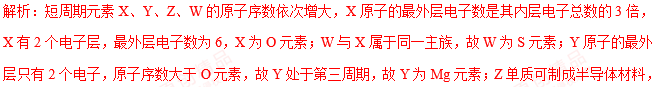 解析：短周期元素 X、Y、Z、W 的原子序数依次增大，X 原子的最外层电子数是其内层电子总数的 3 倍，
X 有 2 个电子层，最外层电子数为 6，X 为 O 元素；W 与 X 属于同一主族，故 W 为 S 元素；Y 原子的最外
层只有 2 个电子，原子序数大于 O 元素，故 Y 处于第三周期，故 Y 为 Mg 元素；Z 单质可制成半导体材料，